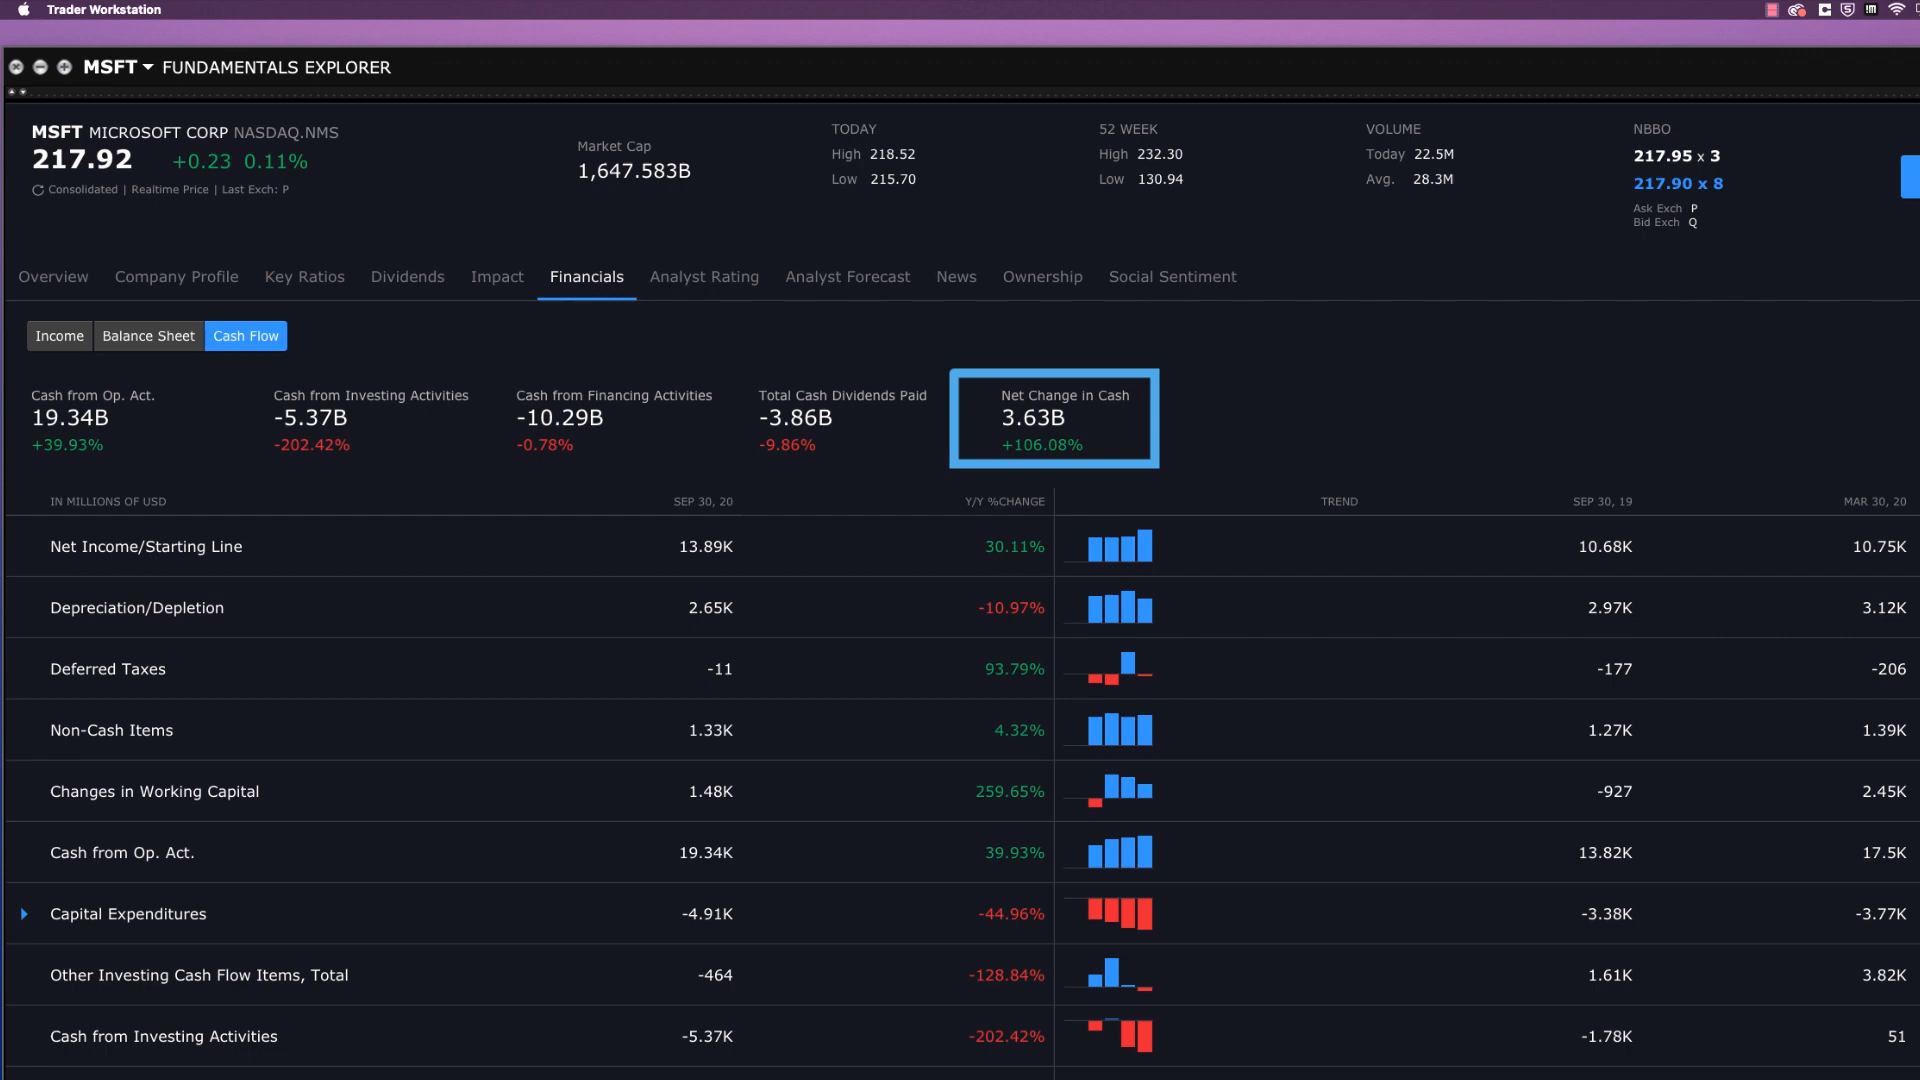 Trader Workstation
MSFT FUNDAMENTALS EXPLORER
MSFT MICROSOFT CORP NASDAQ.NMS
217.92 +0.23 0.11%
Consolidated | Realtime Price | Last Exch: P
Market Cap
1,647.583B
TODAY
High 218.52
Low 215.70
52 WEEK
High 232.30
Low 130.94
VOLUME
Today 22.5M
Avg. 28.3M
NBBO
217.95 x 3
217.90 x 8
Ask Exch P
Bid Exch Q
Overview Company Profile Key Ratios Dividends Impact Financials Analyst Rating Analyst Forecast News Ownership Social Sentiment
Income Balance Sheet Cash Flow
Cash from Op. Act.
19.34B
+39.93%
Cash from Investing Activities
-5.37B
-202.42%
Cash from Financing Activities
-10.29B
-0.78%
Total Cash Dividends Paid
-3.86B
-9.86%
Net Change in Cash
3.63B
+106.08%
IN MILLIONS OF USD SEP 30, 20 Y/Y %CHANGE TREND SEP 30, 19 MAR 30, 20
Net Income/Starting Line 13.89K 30.11% 10.68K 10.75K
Depreciation/Depletion 2.65K -10.97% 2.97K 3.12K
Deferred Taxes -11 93.79% -177 -206
Non-Cash Items 1.33K 4.32% 1.27K 1.39K
Changes in Working Capital 1.48K 259.65% -927 2.45K
Cash from Op. Act. 19.34K 39.93% 13.82K 17.5K
Capital Expenditures -4.91K -44.96% -3.38K -3.77K
Other Investing Cash Flow Items, Total -464 -128.84% 1.61K 3.82K
Cash from Investing Activities -5.37K -202.42% -1.78K 51